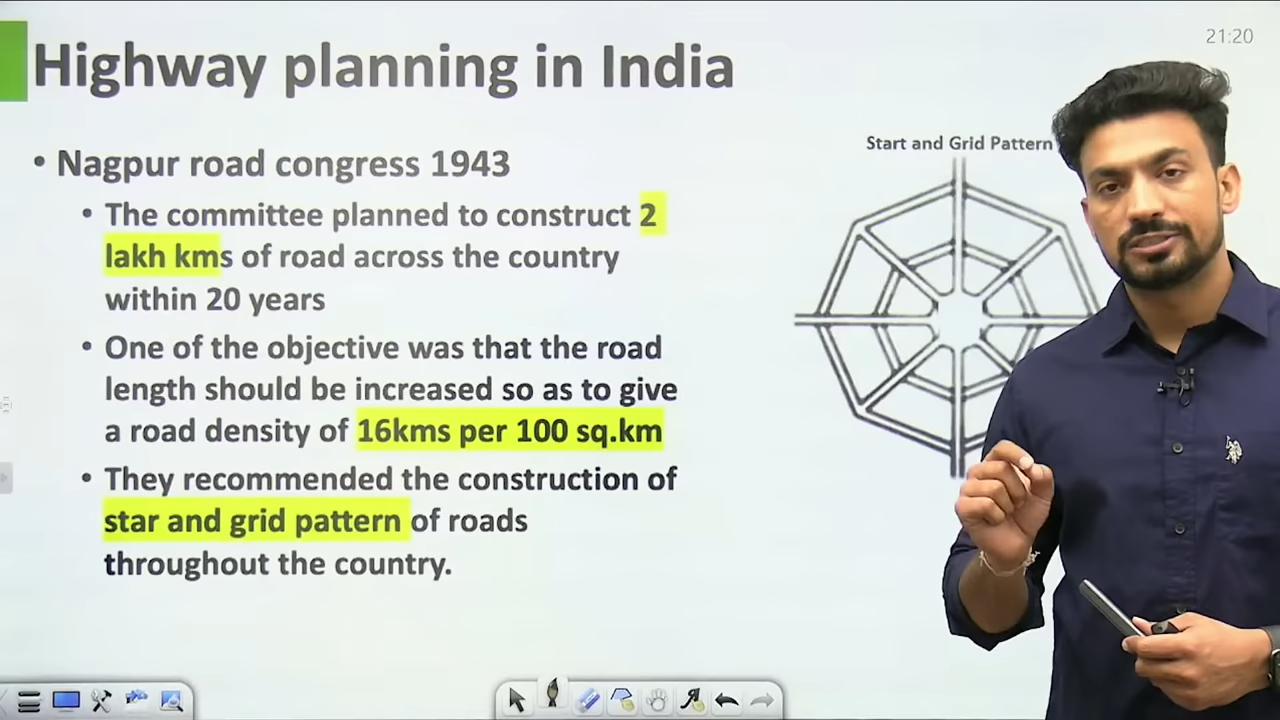 21:20
Highway planning in India
• Nagpur road congress 1943
Start and Grid Pattern
• The committee planned to construct 2
lakh kms of road across the country
within 20 years
• One of the objective was that the road
length should be increased so as to give
a road density of 16kms per 100 sq.km
• They recommended the construction of
star and grid pattern of roads
throughout the country.